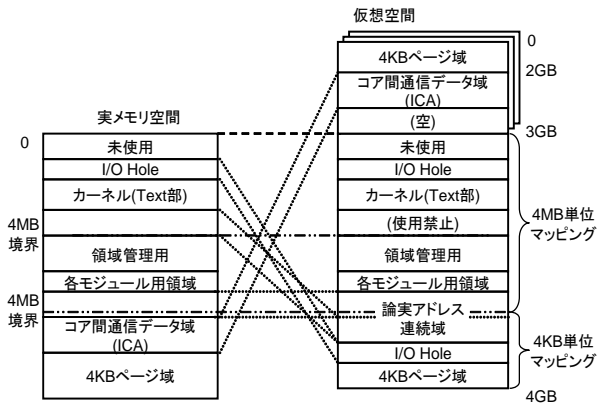 仮想空間
0
4KBページ域
2GB
コア間通信データ域
(ICA)
(空)
3GB
実メモリ空間
0
未使用
I/O Hole
カーネル(Text部)
4MB
境界
領域管理用
各モジュール用領域
4MB
境界
コア間通信データ域
(ICA)
4KBページ域
未使用
I/O Hole
カーネル(Text部)
(使用禁止)
領域管理用
各モジュール用領域
論実アドレス
連続域
I/O Hole
4KBページ域
4MB単位
マッピング
4KB単位
マッピング
4GB